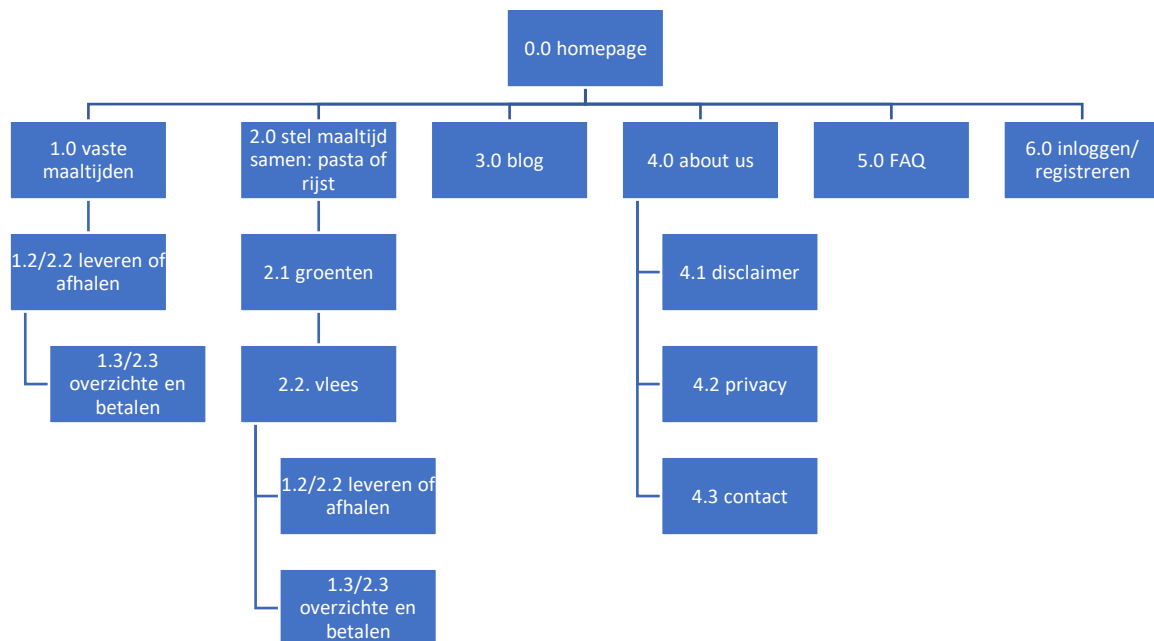 0.0 homepage
1.0 vaste
maaltijden
2.0 stel maaltijd
samen: pasta of
rijst
3.0 blog
4.0 about us
5.0 FAQ
6.0 inloggen/
registreren
1.2/2.2 leveren of
afhalen
2.1 groenten
4.1 disclaimer
1.3/2.3
overzichte en
betalen
2.2. vlees
4.2 privacy
1.2/2.2 leveren of
afhalen
4.3 contact
1.3/2.3
overzichte en
betalen